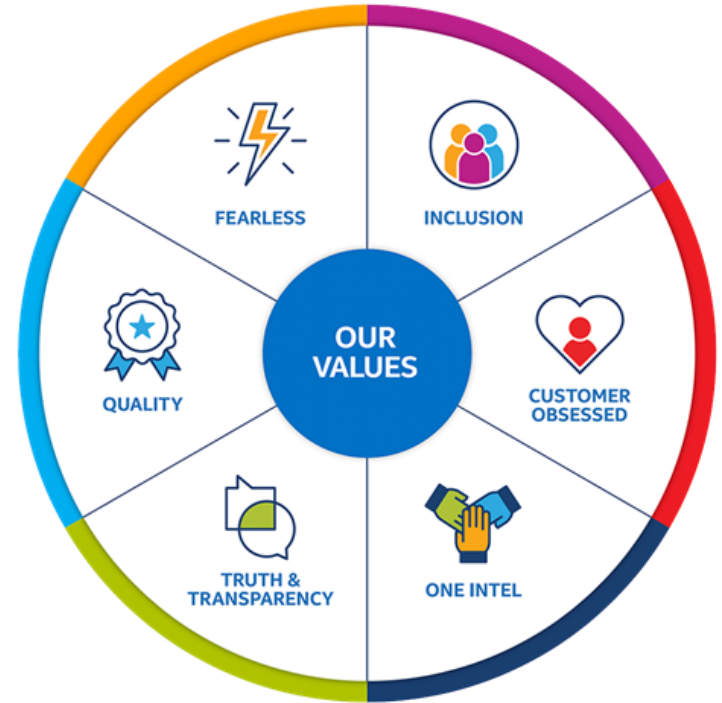 FEARLESS
INCLUSION
OUR
VALUES
QUALITY
CUSTOMER
OBSESSED
TRUTH &
TRANSPARENCY
ONE INTEL